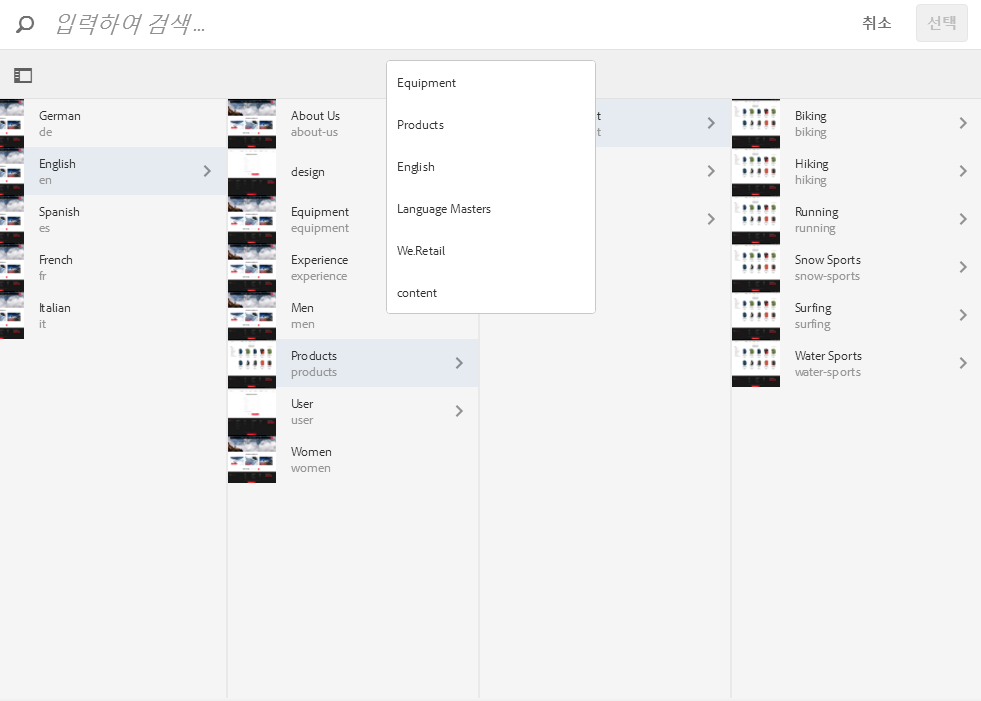 입력하여 검색...
취소
선택
Equipment
Products
English
Language Masters
We.Retail
content
German
de
English
en
Spanish
es
French
fr
Italian
it
About Us
about-us
design
Equipment
equipment
Experience
experience
Men
men
Products
products
User
user
Women
women
t
t
Biking
biking
Hiking
hiking
Running
running
Snow Sports
snow-sports
Surfing
surfing
Water Sports
water-sports